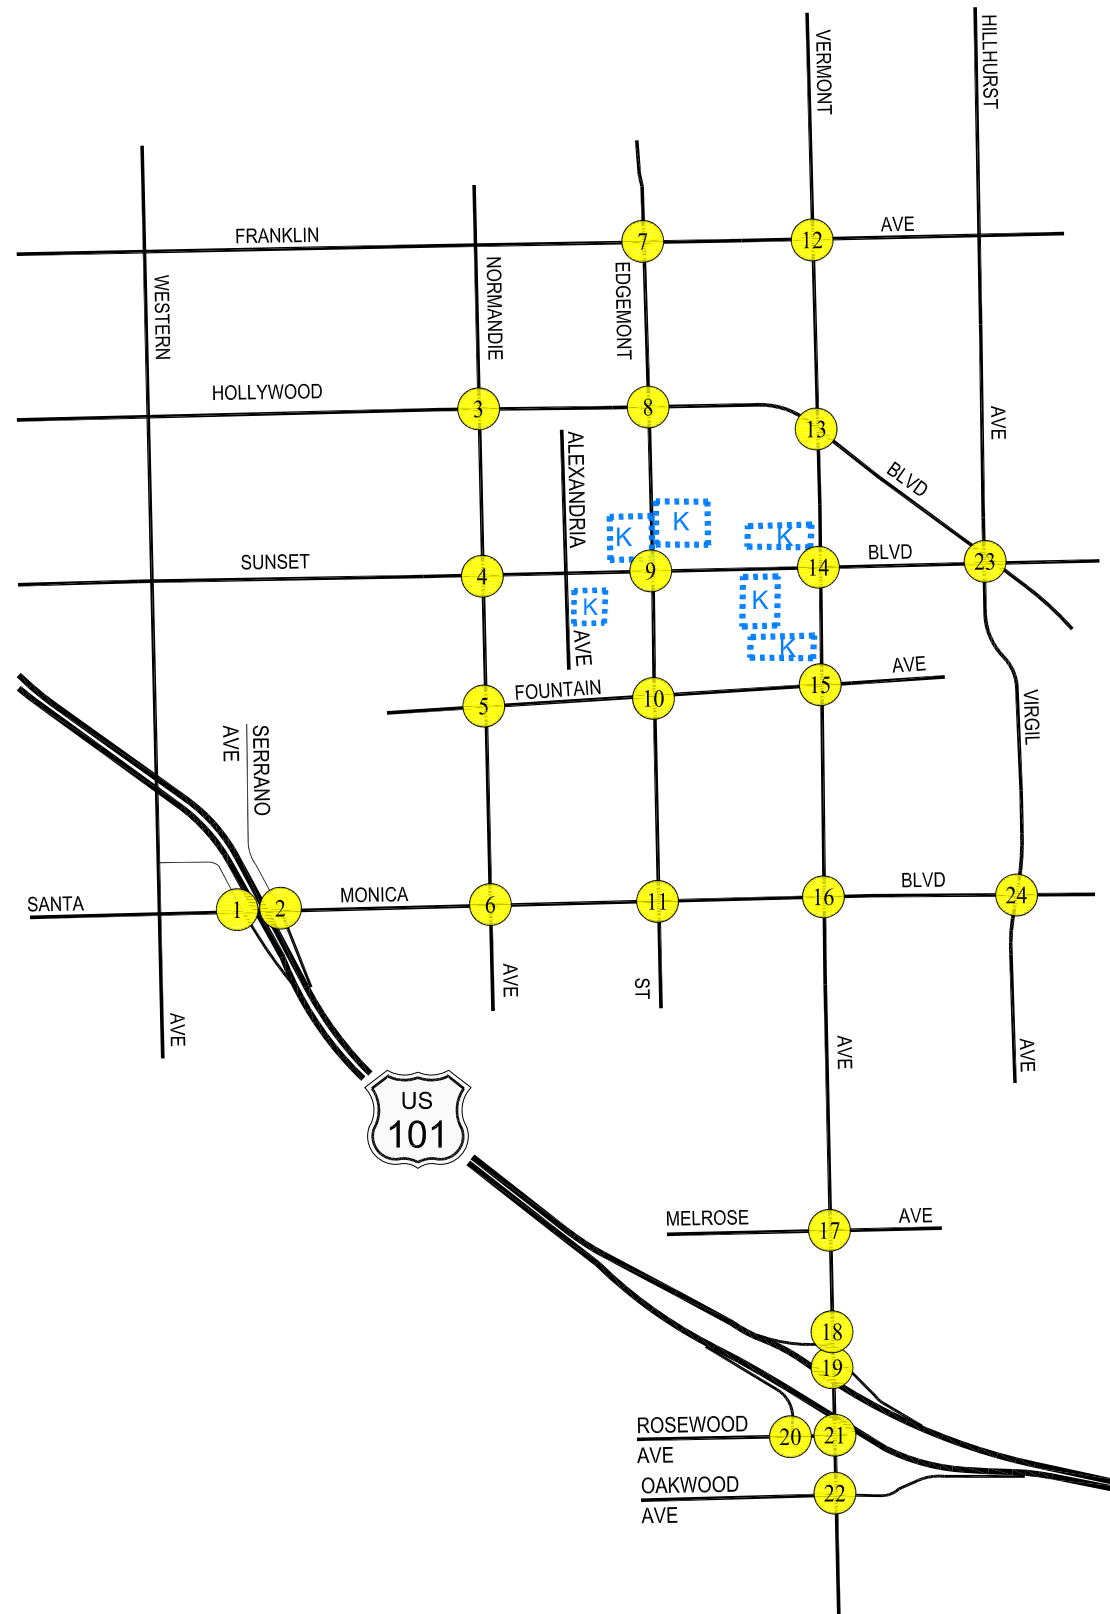 HILLHURST
VERMONT
FRANKLIN
AVE
7
12
WESTERN
NORMANDIE
EDGEMONT
HOLLYWOOD
3
8
13
AVE
ALEXANDRIA
BLVD
K
K
K
SUNSET
BLVD
4
9
14
23
K
K
AVE
K
FOUNTAIN
AVE
5
10
15
SERRANO
AVE
VIRGIL
SANTA
MONICA
BLVD
1
2
6
11
16
24
AVE
ST
AVE
AVE
AVE
US
101
MELROSE
AVE
17
18
19
ROSEWOOD
AVE
20
21
OAKWOOD
AVE
22